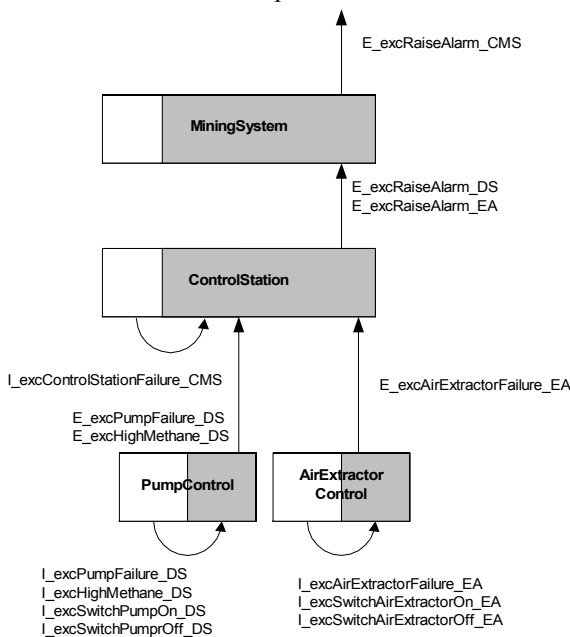 E_excRaiseAlarm_CMS
MiningSystem
E_excRaiseAlarm_DS
E_excRaiseAlarm_EA
ControlStation
I_excControlStationFailure_CMS
E_excAirExtractorFailure_EA
E_excPumpFailure_DS
E_excHighMethane_DS
PumpControl
AirExtractor
Control
I_excPumpFailure_DS
I_excHighMethane_DS
I_excSwitchPumpOn_DS
I_excSwitchPumprOff_DS
I_excAirExtractorFailure_EA
I_excSwitchAirExtractorOn_EA
I_excSwitchAirExtractorOff_EA